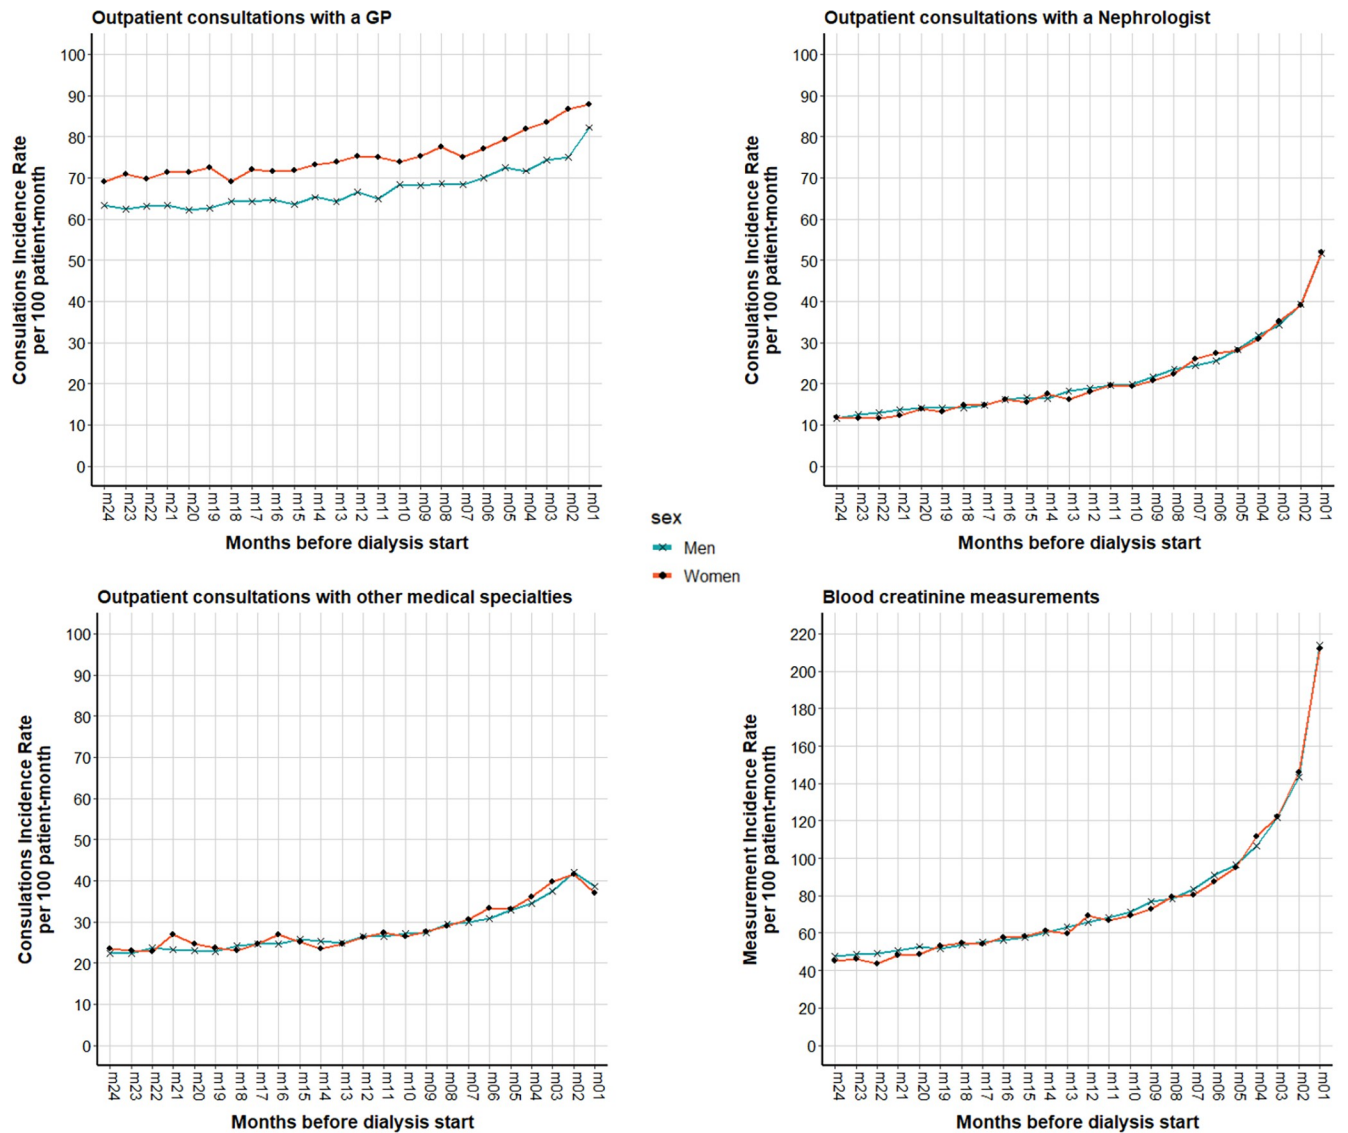 Outpatient consultations with a GP
Consulations Incidence Rate
per 100 patient-month
100
90
80
70
60
50
40
30
20
10
0
m24
m23
m22
m21
m20
m19
m18
m17
m16
m15
m14
m13
m12
m11
m10
m09
m08
m07
m06
m05
m04
m03
m02
m01
Months before dialysis start
Outpatient consultations with a Nephrologist
Consulations Incidence Rate
per 100 patient-month
100
90
80
70
60
50
40
30
20
10
0
m24
m23
m22
m21
m20
m19
m18
m17
m16
m15
m14
m13
m12
m11
m10
m09
m08
m07
m06
m05
m04
m03
m02
m01
Months before dialysis start
sex
Men
Women
Outpatient consultations with other medical specialties
Consulations Incidence Rate
per 100 patient-month
100
90
80
70
60
50
40
30
20
10
0
m24
m23
m22
m21
m20
m19
m18
m17
m16
m15
m14
m13
m12
m11
m10
m09
m08
m07
m06
m05
m04
m03
m02
m01
Months before dialysis start
Blood creatinine measurements
Measurement Incidence Rate
per 100 patient-month
220
200
180
160
140
120
100
80
60
40
20
0
m24
m23
m22
m21
m20
m19
m18
m17
m16
m15
m14
m13
m12
m11
m10
m09
m08
m07
m06
m05
m04
m03
m02
m01
Months before dialysis start